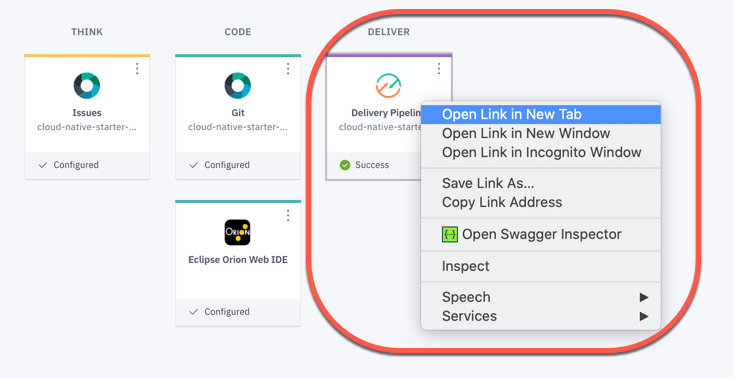 THINK
CODE
DELIVER
Issues
cloud-native-starter-...
Configured
Git
cloud-native-starter-...
Configured
Delivery Pipelin
cloud-native-starte
Success
ORION
Eclipse Orion Web IDE
Configured
Open Link in New Tab
Open Link in New Window
Open Link in Incognito Window
Save Link As...
Copy Link Address
{-} Open Swagger Inspector
Inspect
Speech
Services